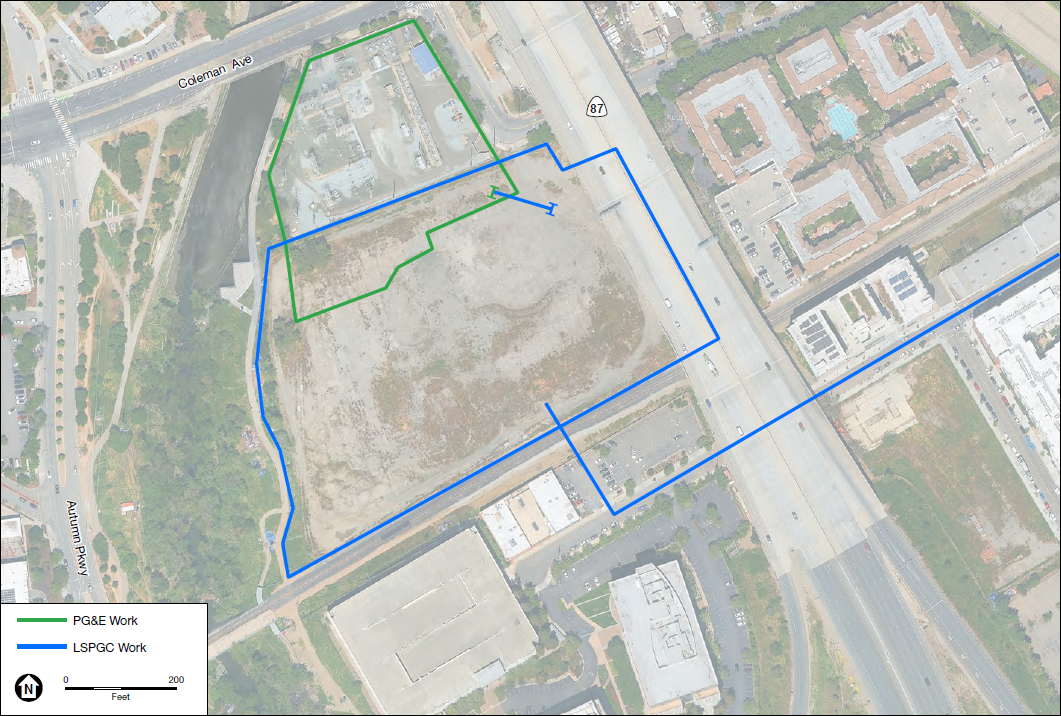 Coleman Ave
87
Autumn Pkwy
PG&E Work
LSPGC Work
N
0 200
Feet